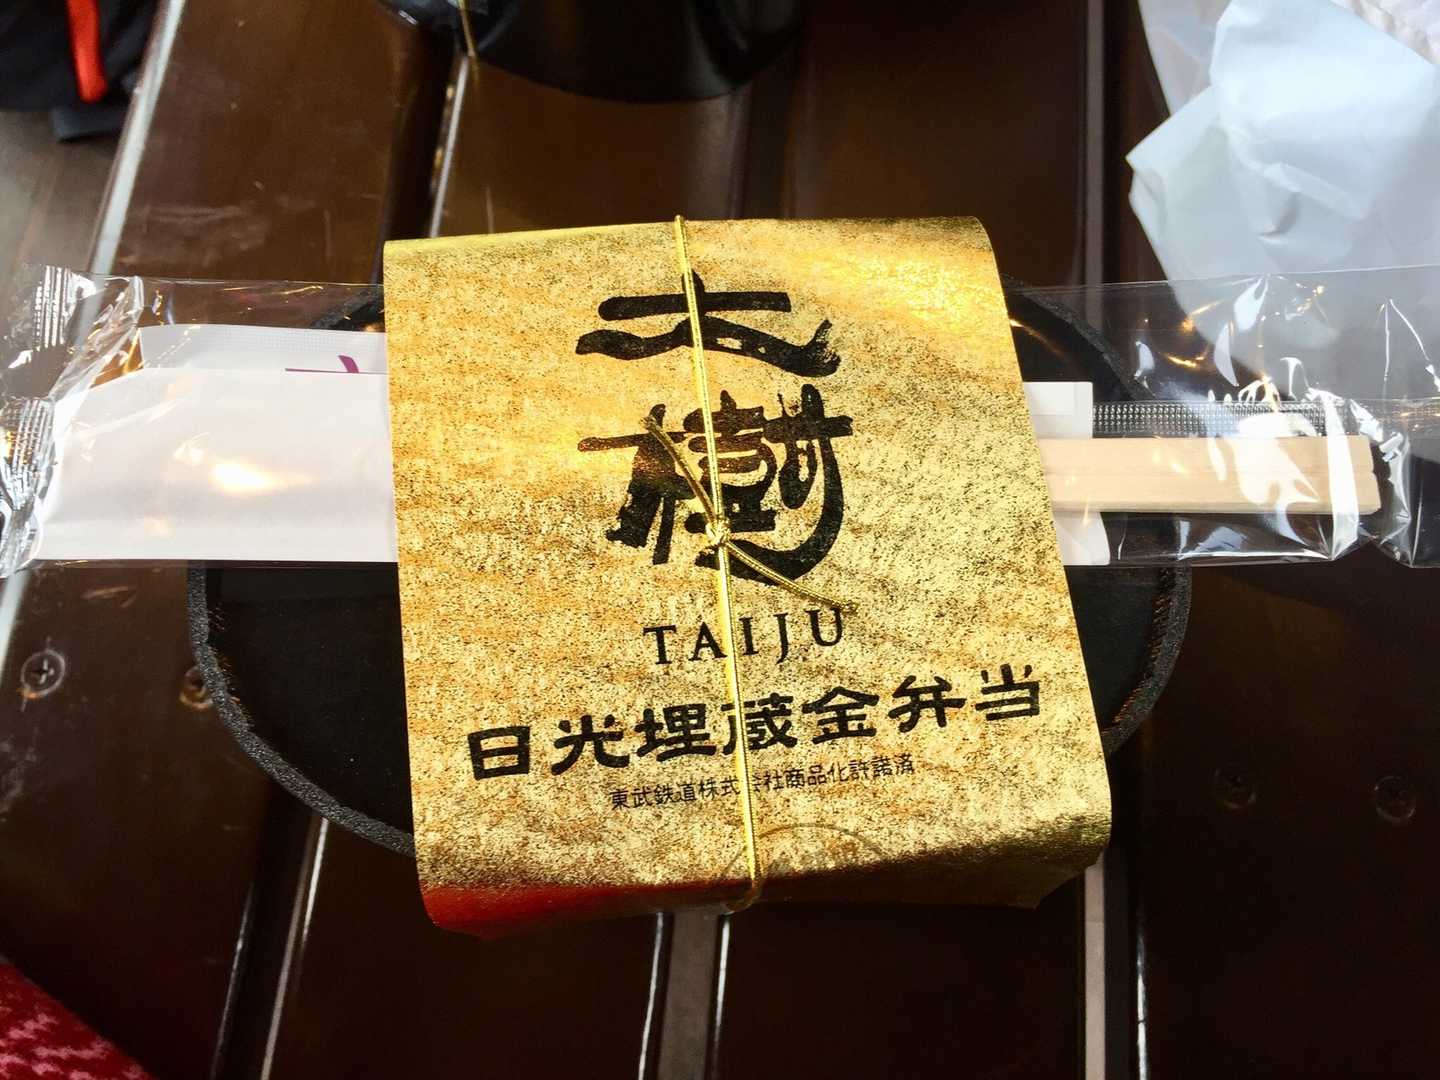 大
樹
TAIJU
日光埋蔵金弁当
東武鉄道株式会社商品化許諾済